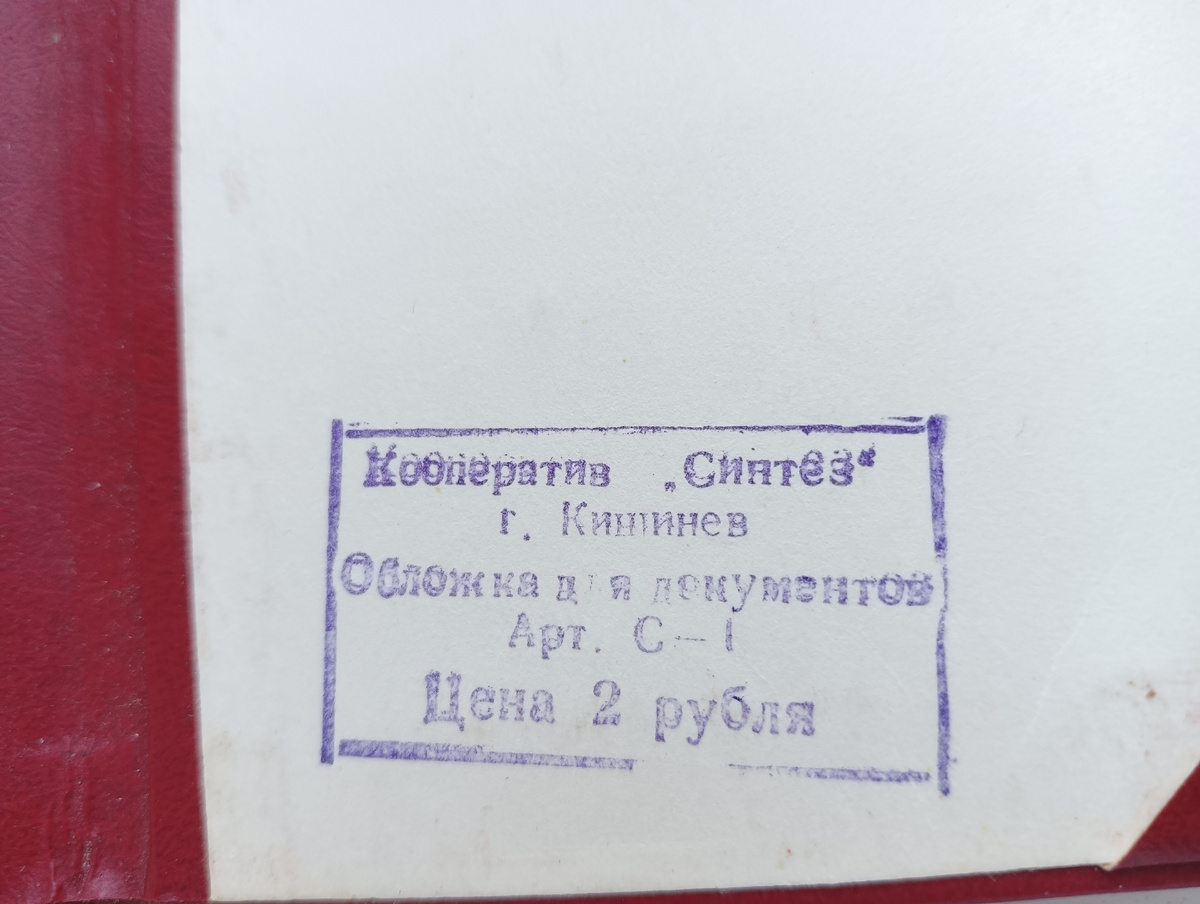 Кооператив „Синтез“
г. Кишинев
Обложка для документов
Арт. С–1
Цена 2 рубля